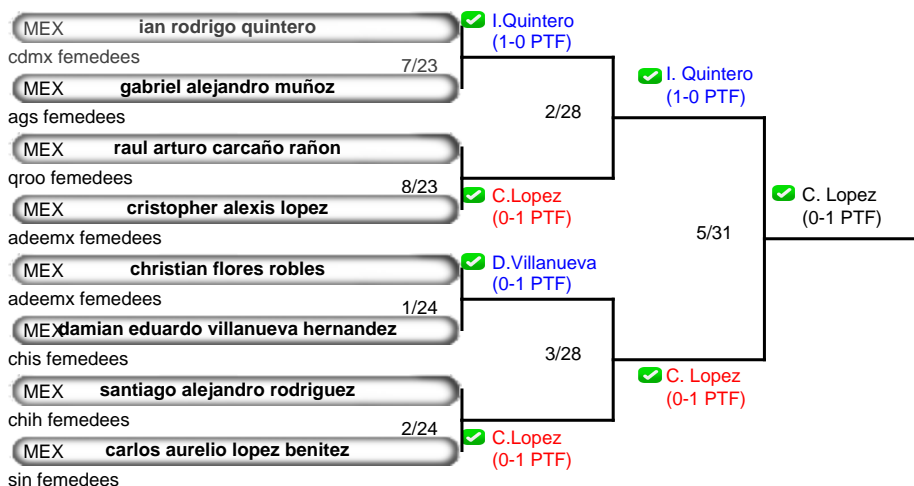 MEX ian rodrigo quintero
cdmx femedees
7/23
MEX gabriel alejandro muñoz
ags femedees
MEX raul arturo carcaño rañon
qroo femedees
8/23
MEX cristopher alexis lopez
adeemx femedees
MEX christian flores robles
adeemx femedees
1/24
MEX damian eduardo villanueva hernandez
chis femedees
MEX santiago alejandro rodriguez
chih femedees
2/24
MEX carlos aurelio lopez benitez
sin femedees
I.Quintero
(1-0 PTF)
2/28
C.Lopez
(0-1 PTF)
D.Villanueva
(0-1 PTF)
3/28
C.Lopez
(0-1 PTF)
I. Quintero
(1-0 PTF)
5/31
C. Lopez
(0-1 PTF)
C. Lopez
(0-1 PTF)